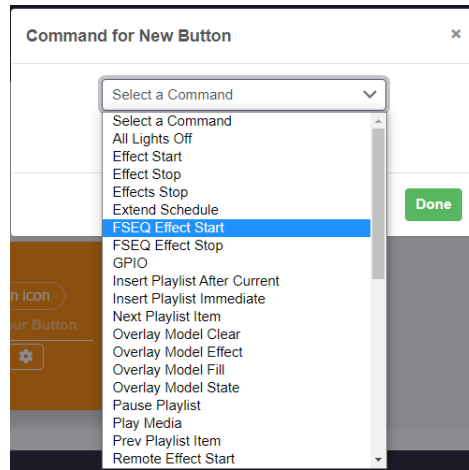 Command for New Button ×
Select a Command
Select a Command
All Lights Off
Effect Start
Effect Stop
Effects Stop
Extend Schedule
Done
FSEQ Effect Start
FSEQ Effect Stop
GPIO
Insert Playlist After Current
n icon
Insert Playlist Immediate
Next Playlist Item
ur Button
Overlay Model Clear
Overlay Model Effect
Overlay Model Fill
Overlay Model State
Pause Playlist
Play Media
Prev Playlist Item
Remote Effect Start